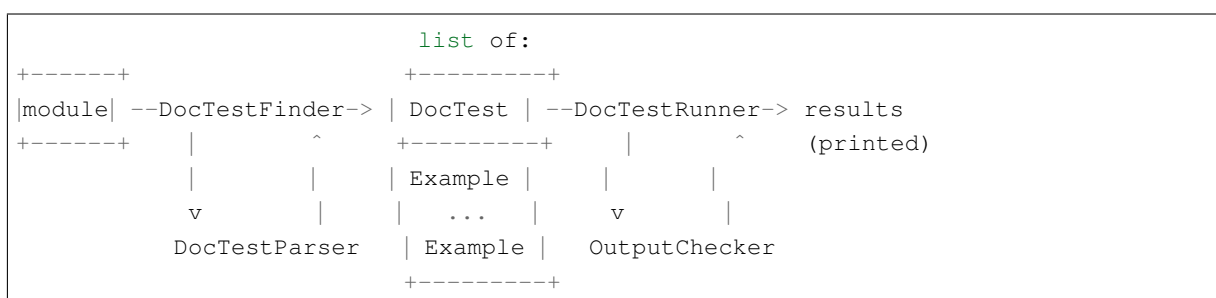 list of:
+------+                   +---------+
|module| --DocTestFinder-> | DocTest | --DocTestRunner-> results
+------+    |        ^     +---------+     |       ^    (printed)
            |        |     | Example |     |       |
            v        |     |   ...   |     v       |
           DocTestParser   | Example |   OutputChecker
                           +---------+